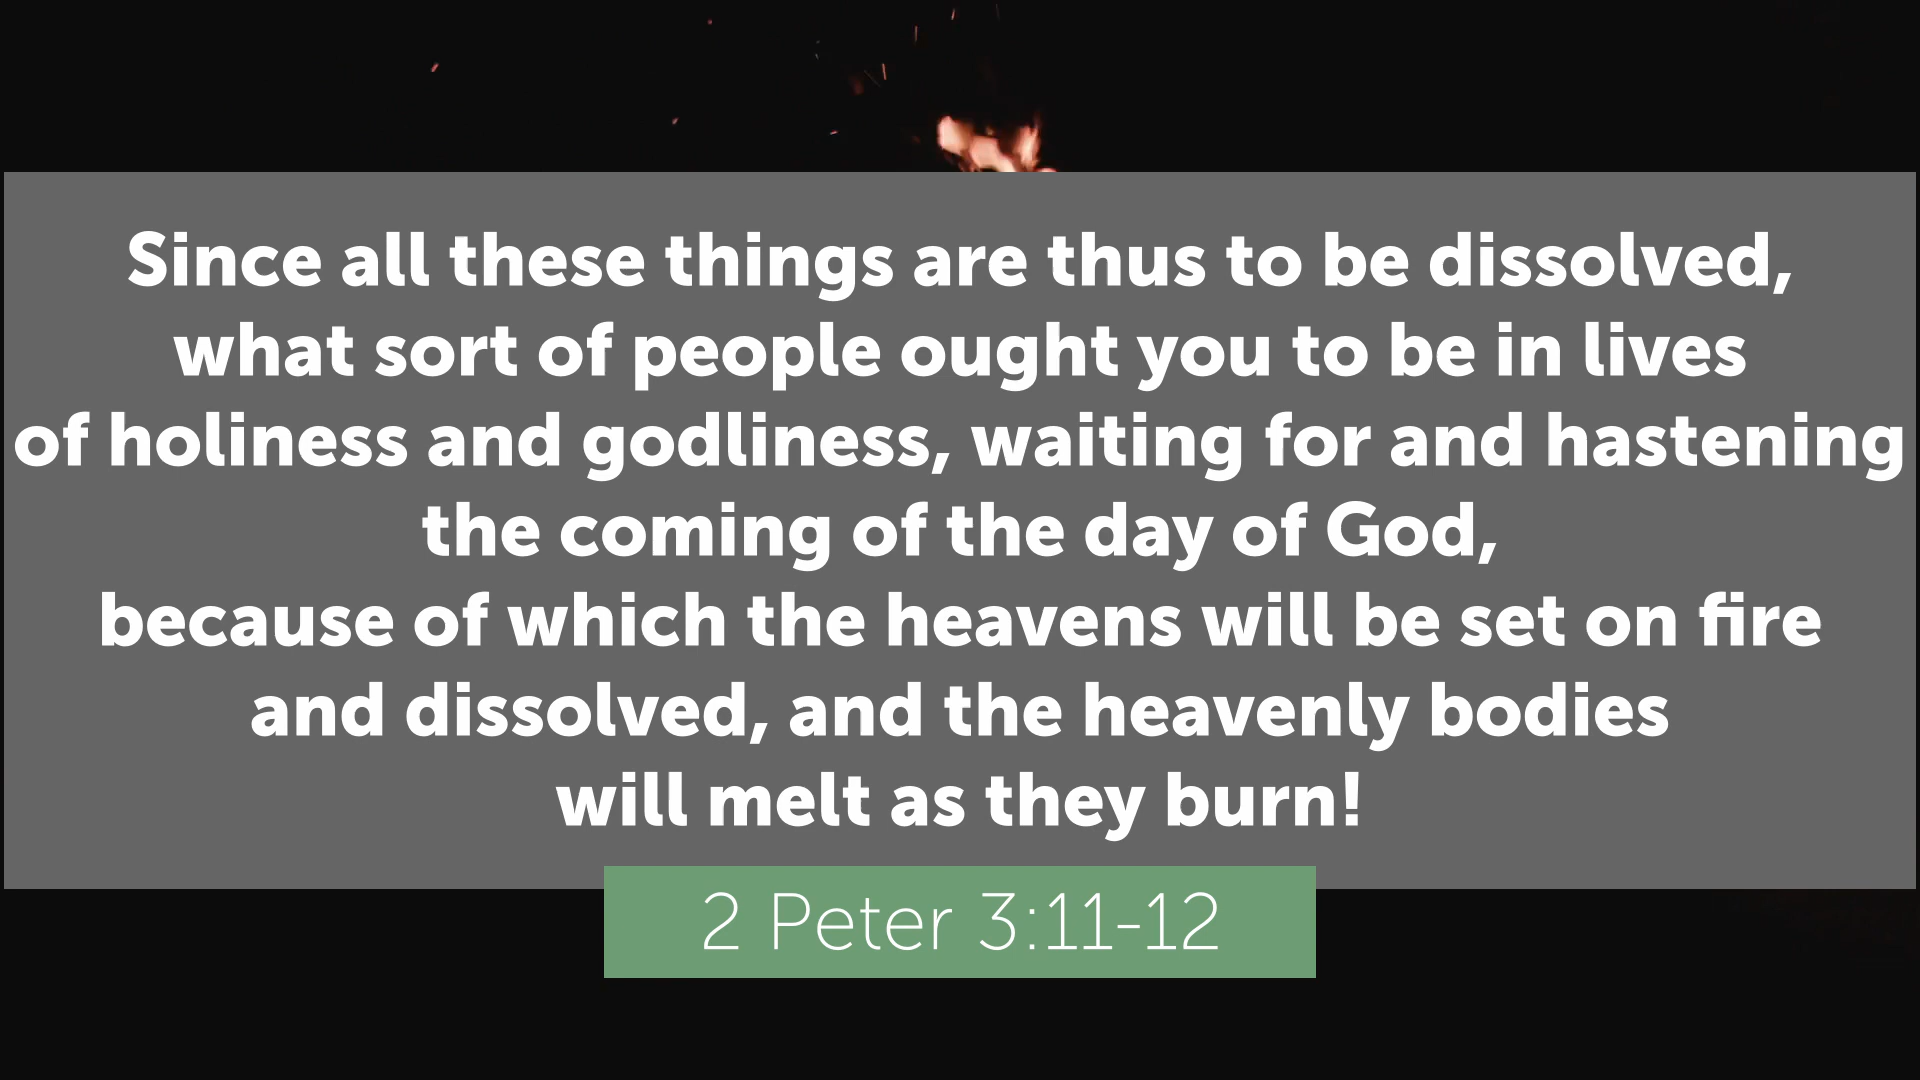 Since all these things are thus to be dissolved,
what sort of people ought you to be in lives
of holiness and godliness, waiting for and hastening
the coming of the day of God,
because of which the heavens will be set on fire
and dissolved, and the heavenly bodies
will melt as they burn!
2 Peter 3:11-12